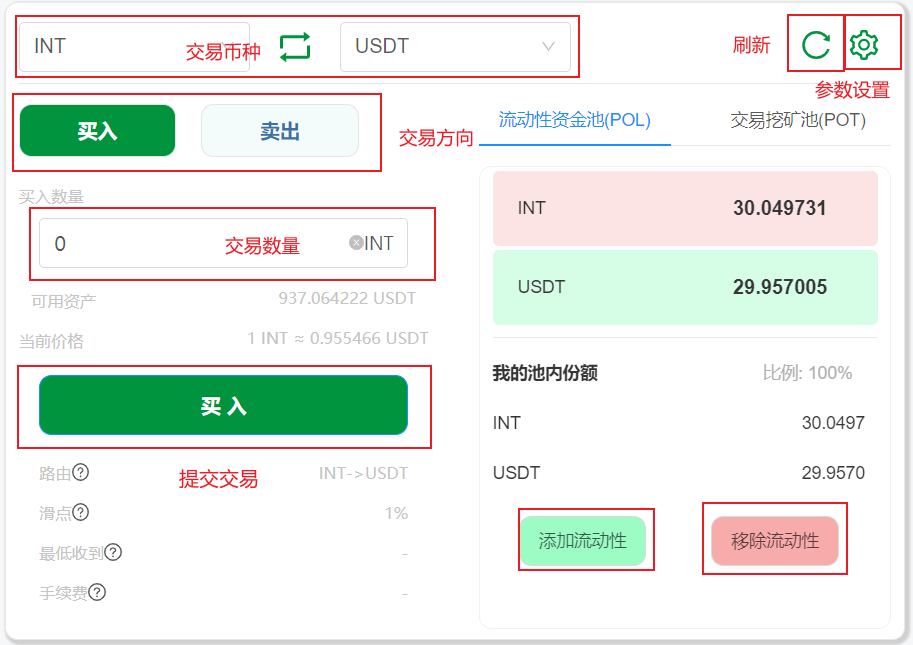 INT
交易币种
USDT
刷新
参数设置
买入
卖出
交易方向
流动性资金池(POL)
交易挖矿池(POT)
买入数量
0
交易数量
INT
可用资产
937.064222 USDT
当前价格
1 INT ≈ 0.955466 USDT
买入
提交交易
路由?
INT->USDT
滑点?
1%
最低收到?
-
手续费?
-
INT
30.049731
USDT
29.957005
我的池内份额
比例: 100%
INT
30.0497
USDT
29.9570
添加流动性
移除流动性